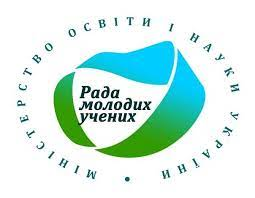 МІНІСТЕРСТВО ОСВІТИ І НАУКИ УКРАЇНИ
Рада
молодих
учених